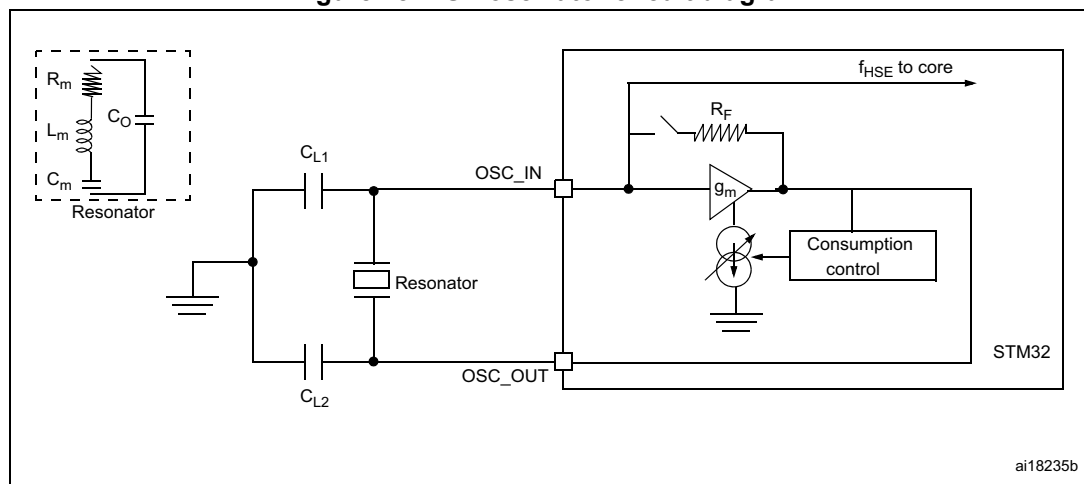 fHSE to core
Rm
RF
Lm
CO
Cm
CL1
OSC_IN
gm
Resonator
Consumption
control
Resonator
STM32
OSC_OUT
CL2
ai18235b